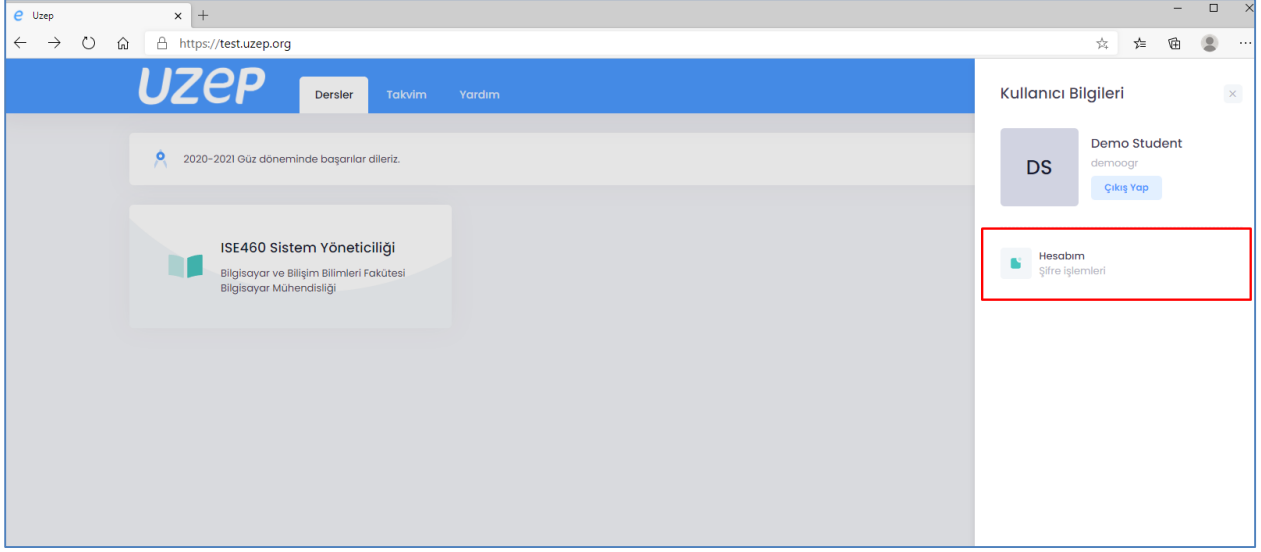 Uzep
https://test.uzep.org
uzep
Dersler
Takvim
Yardım
2020-2021 Güz döneminde başarılar dileriz.
ISE460 Sistem Yöneticiliği
Bilgisayar ve Bilişim Bilimleri Fakütesi
Bilgisayar Mühendisliği
Kullanıcı Bilgileri
DS
Demo Student
demoogr
Çıkış Yap
Hesabım
Şifre işlemleri